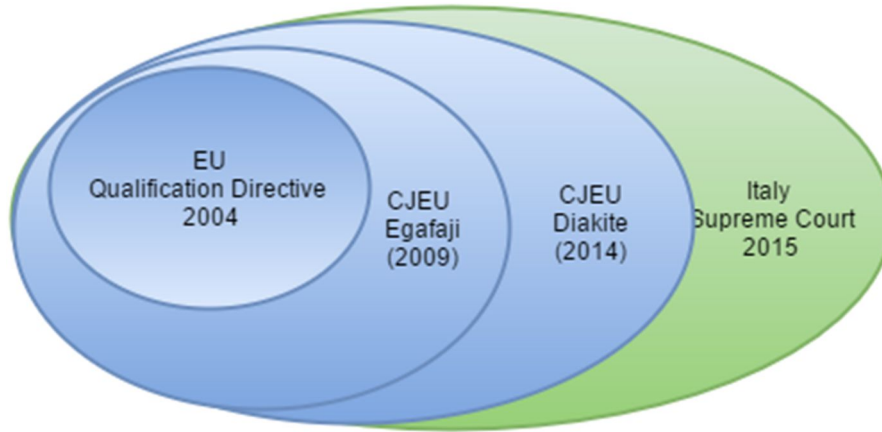 EU
Qualification Directive
2004
CJEU
Egafaji
(2009)
CJEU
Diakite
(2014)
Italy
Supreme Court
2015